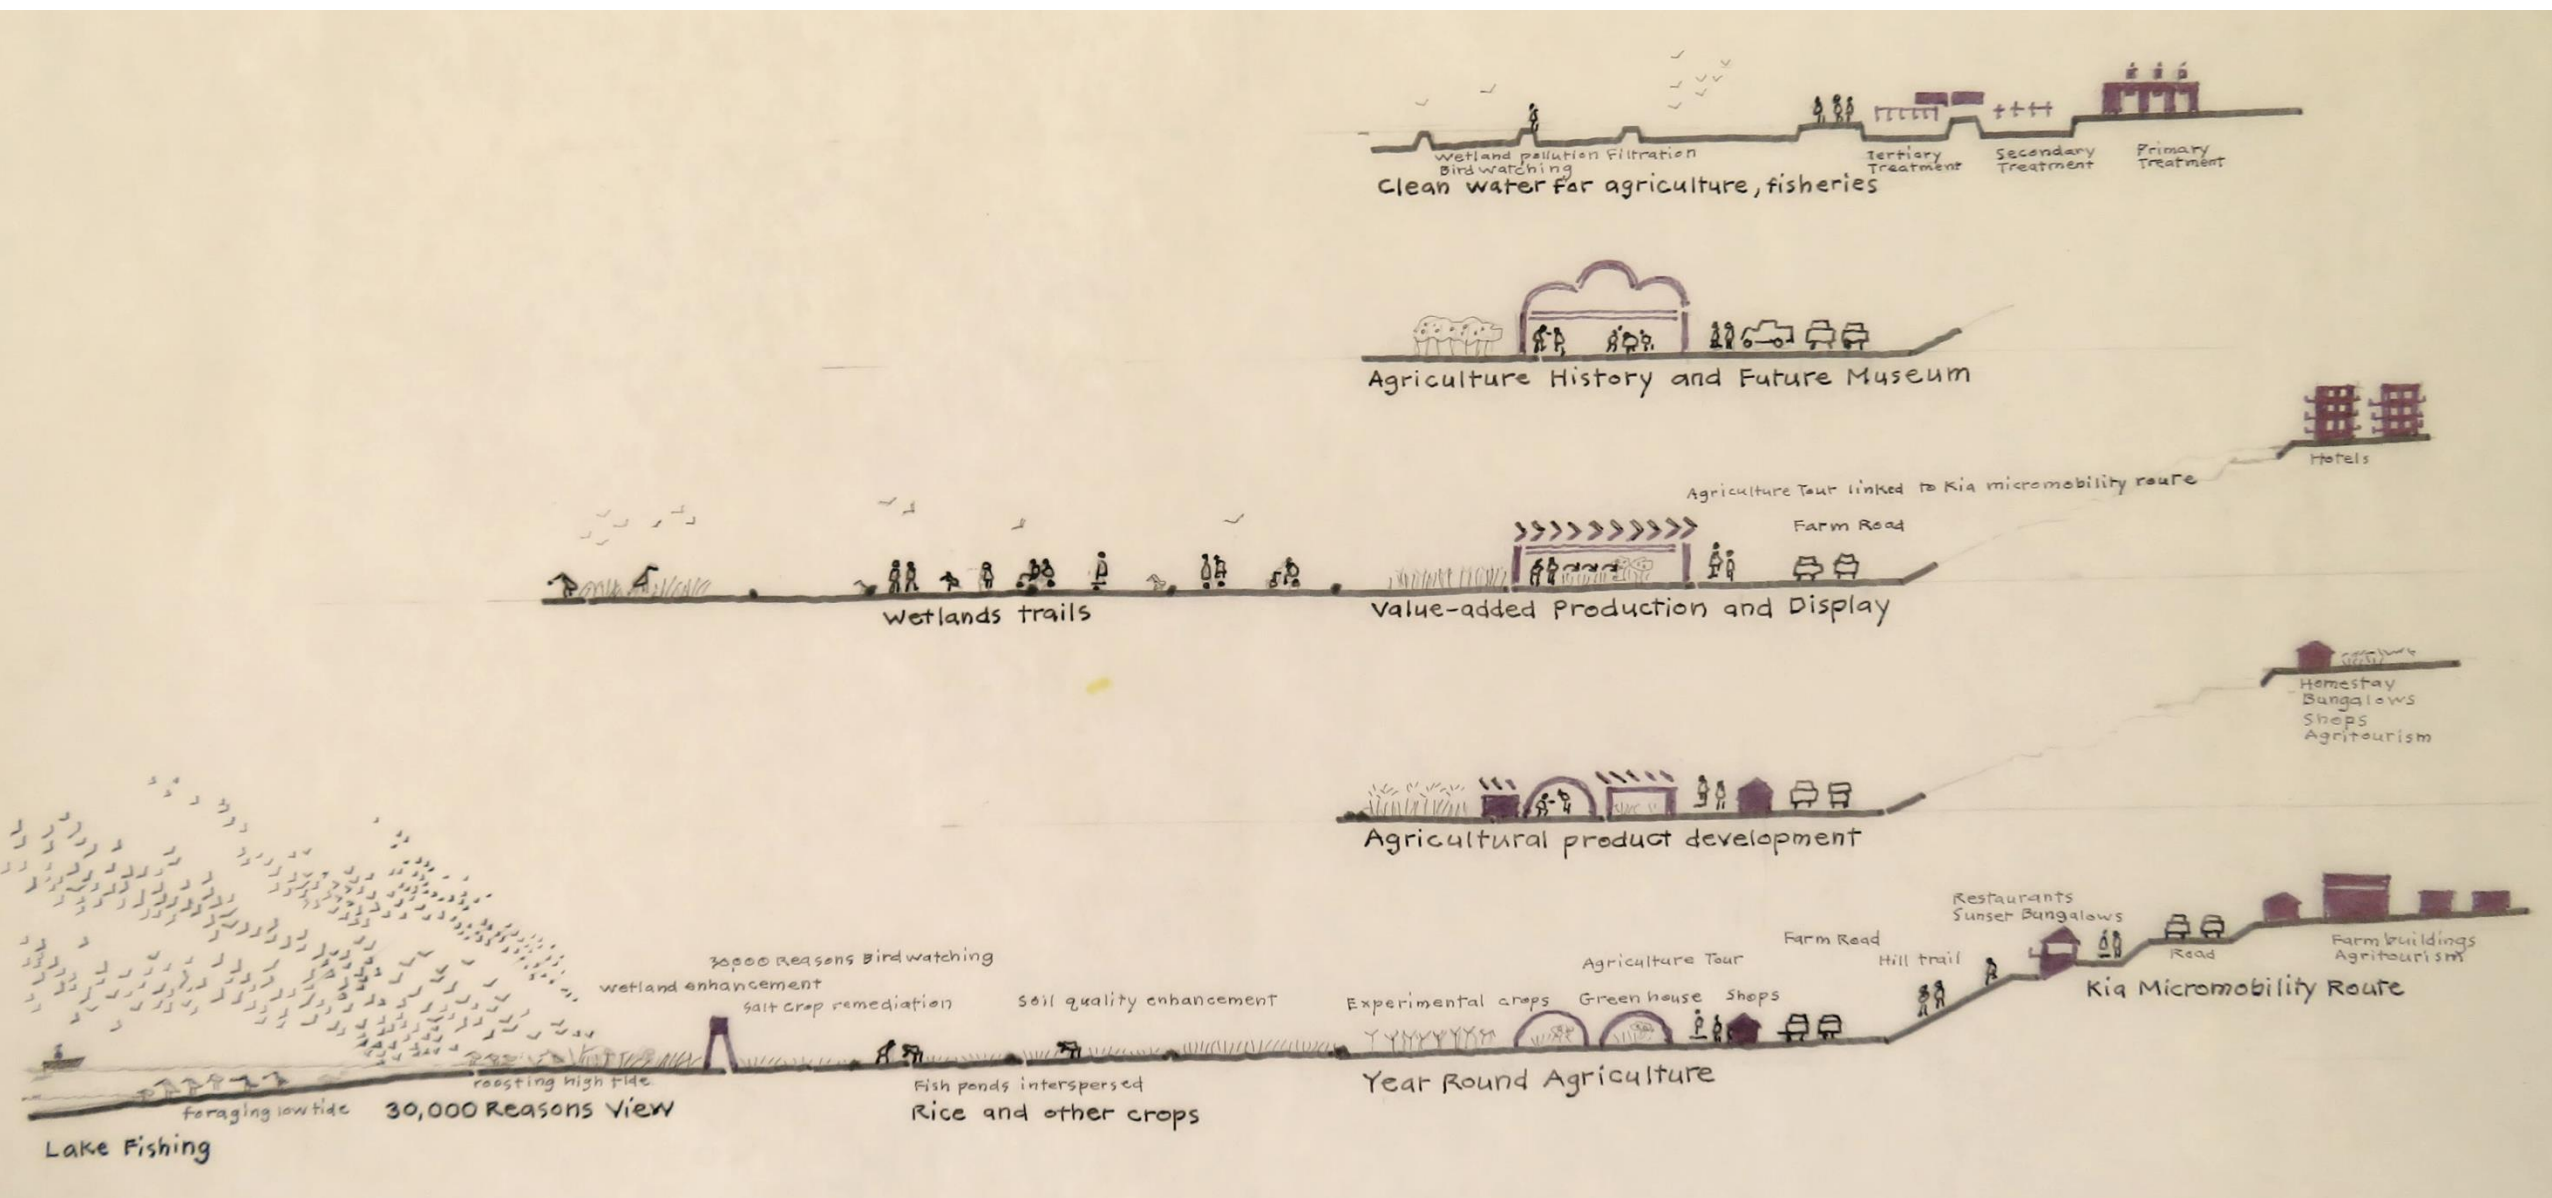 Wetland pollution Filtration
Birdwatching
Clean water for agriculture, fisheries
Tertiary
Treatment
Secondary
Treatment
Primary
Treatment
Agriculture History and Future Museum
Hotels
Agriculture Tour linked to Kia micromobility route
Farm Road
Wetlands trails
Value-added Production and Display
Homestay
Bungalows
Shops
Agritourism
Agricultural product development
Restaurants
Sunset Bungalows
Farm Road
Hill trail
Road
Farm buildings
Agritourism
Kia Micromobility Route
30,000 Reasons Birdwatching
wetland enhancement
Salt crop remediation
Soil quality enhancement
Agriculture Tour
Experimental crops
Green house
Shops
roosting high tide
foraging low tide
30,000 Reasons View
Fish ponds interspersed
Rice and other crops
Year Round Agriculture
Lake Fishing